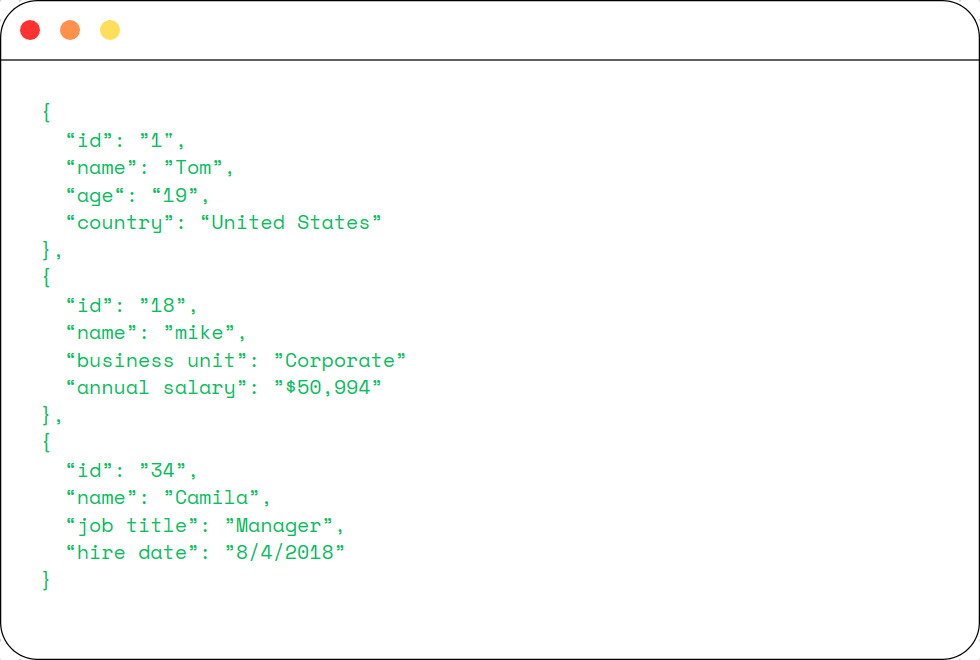 {
“id”: ”1”,
“name”: ”Tom”,
“age“: “19”,
“country”: “United States”
},
{
“id”: ”18”,
“name”: ”mike”,
“business unit”: ”Corporate”
“annual salary”: ”$50,994”
},
{
“id”: ”34”,
“name”: ”Camila”,
“job title”: ”Manager”,
“hire date”: ”8/4/2018”
}